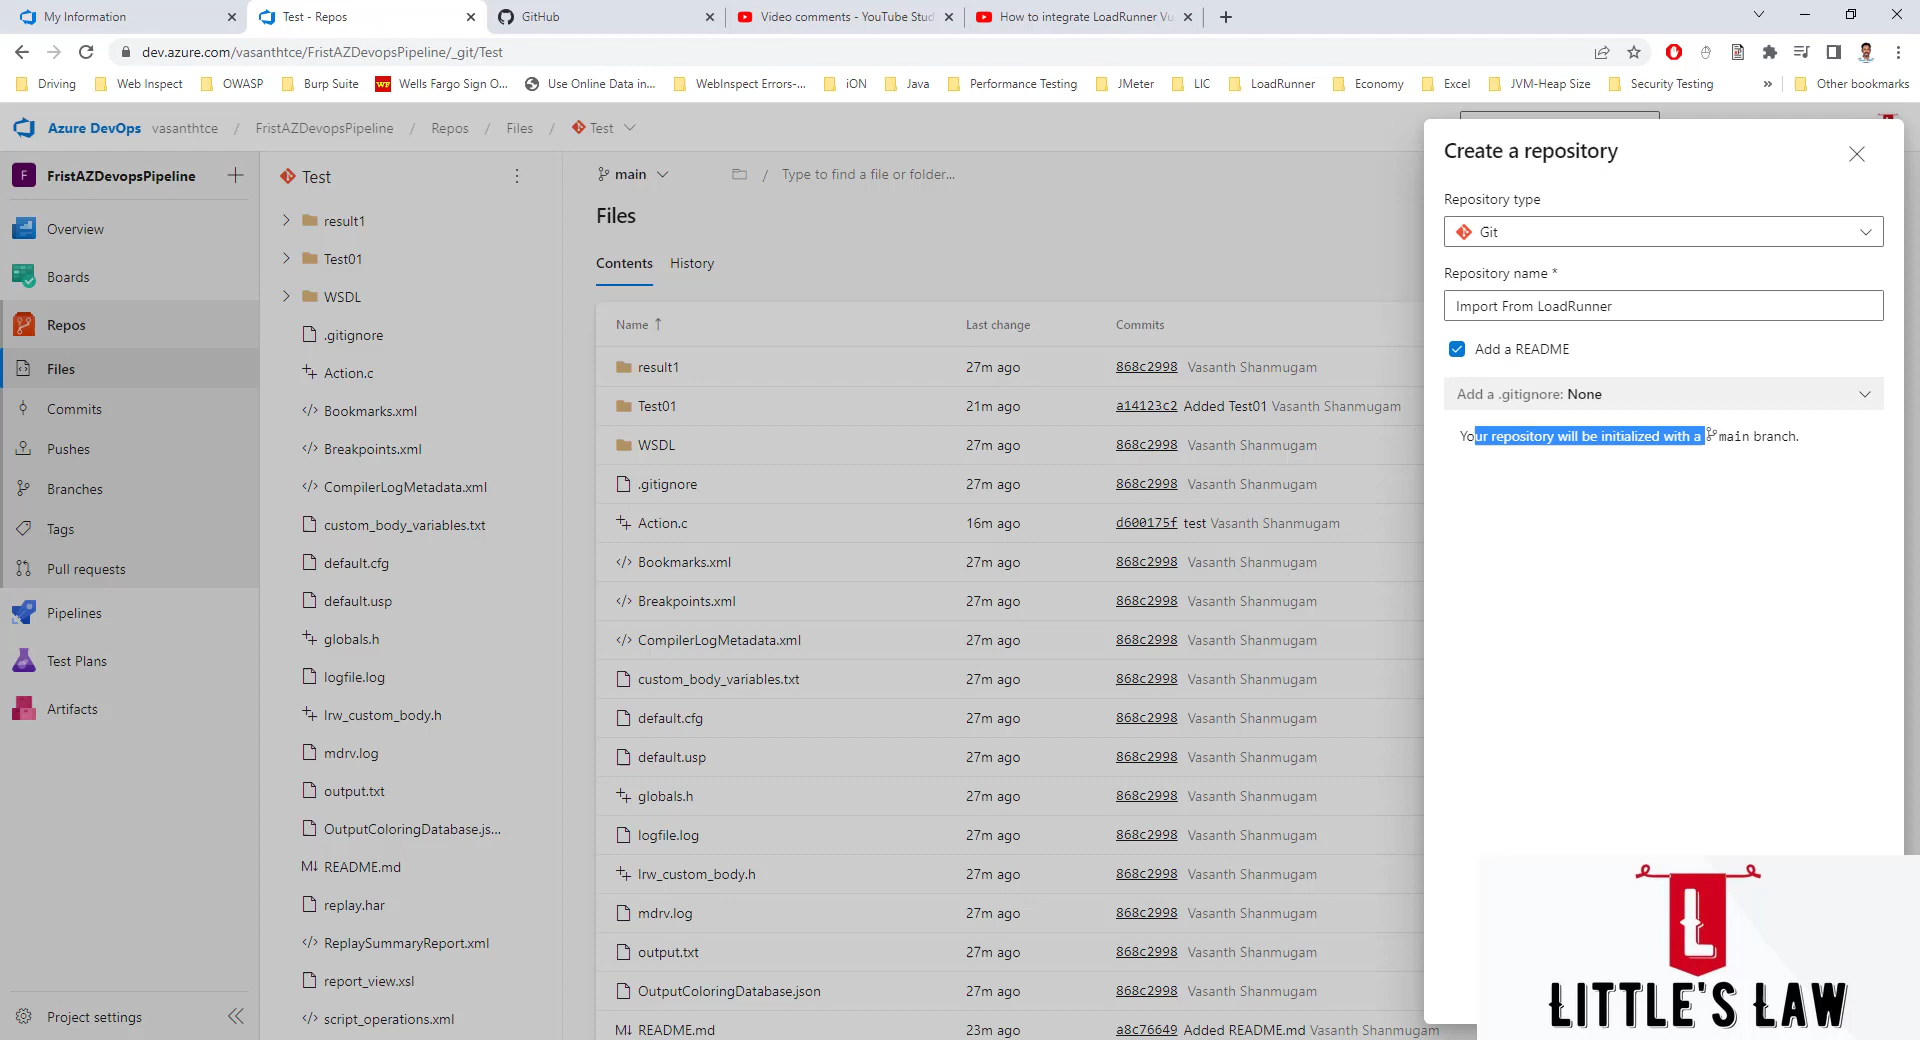 My Information
Test - Repos
GitHub
Video comments - YouTube Stud
How to integrate LoadRunner Vu
dev.azure.com/vasanthtce/FristAZDevopsPipeline/_git/Test
Driving
Web Inspect
OWASP
Burp Suite
WF
Wells Fargo Sign O...
Use Online Data in...
WebInspect Errors-...
iON
Java
Performance Testing
JMeter
LIC
LoadRunner
Economy
Excel
JVM-Heap Size
Security Testing
»
Other bookmarks
Azure DevOps
vasanthtce / FristAZDevopsPipeline / Repos / Files / Test
F
FristAZDevopsPipeline
Overview
Boards
Repos
Files
Commits
Pushes
Branches
Tags
Pull requests
Pipelines
Test Plans
Artifacts
Project settings
Test
result1
Test01
WSDL
.gitignore
Action.c
Bookmarks.xml
Breakpoints.xml
CompilerLogMetadata.xml
custom_body_variables.txt
default.cfg
default.usp
globals.h
logfile.log
lrw_custom_body.h
mdrv.log
output.txt
OutputColoringDatabase.js...
README.md
replay.har
ReplaySummaryReport.xml
report_view.xsl
script_operations.xml
main
/ Type to find a file or folder...
Files
Contents History
Name ↑ Last change Commits
result1 27m ago 868c2998 Vasanth Shanmugam
Test01 21m ago a14123c2 Added Test01 Vasanth Shanmugam
WSDL 27m ago 868c2998 Vasanth Shanmugam
.gitignore 27m ago 868c2998 Vasanth Shanmugam
Action.c 16m ago d600175f test Vasanth Shanmugam
Bookmarks.xml 27m ago 868c2998 Vasanth Shanmugam
Breakpoints.xml 27m ago 868c2998 Vasanth Shanmugam
CompilerLogMetadata.xml 27m ago 868c2998 Vasanth Shanmugam
custom_body_variables.txt 27m ago 868c2998 Vasanth Shanmugam
default.cfg 27m ago 868c2998 Vasanth Shanmugam
default.usp 27m ago 868c2998 Vasanth Shanmugam
globals.h 27m ago 868c2998 Vasanth Shanmugam
logfile.log 27m ago 868c2998 Vasanth Shanmugam
lrw_custom_body.h 27m ago 868c2998 Vasanth Shanmugam
mdrv.log 27m ago 868c2998 Vasanth Shanmugam
output.txt 27m ago 868c2998 Vasanth Shanmugam
OutputColoringDatabase.json 27m ago 868c2998 Vasanth Shanmugam
M↓ README.md 23m ago a8c76649 Added README.md Vasanth Shanmugam
Create a repository
Repository type
Git
Repository name *
Import From LoadRunner
Add a README
Add a .gitignore: None
Your repository will be initialized with a main branch.
L
LITTLE'S LAW